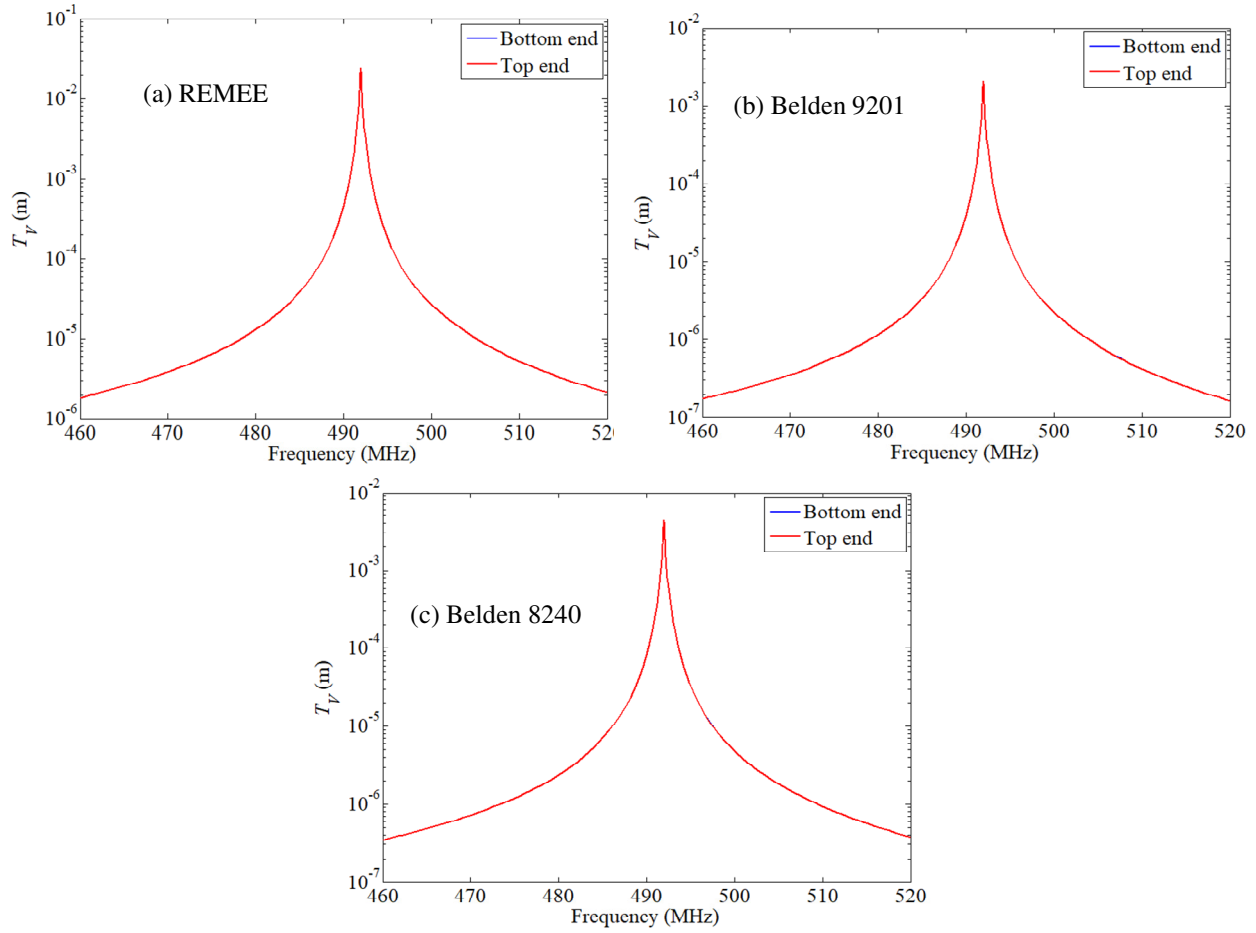 (a) REMEE
Bottom end
Top end
10^-1
10^-2
10^-3
10^-4
10^-5
10^-6
T_V (m)
460 470 480 490 500 510 520
Frequency (MHz)
(b) Belden 9201
Bottom end
Top end
10^-2
10^-3
10^-4
10^-5
10^-6
10^-7
T_V (m)
460 470 480 490 500 510 520
Frequency (MHz)
(c) Belden 8240
Bottom end
Top end
10^-2
10^-3
10^-4
10^-5
10^-6
10^-7
T_V (m)
460 470 480 490 500 510 520
Frequency (MHz)